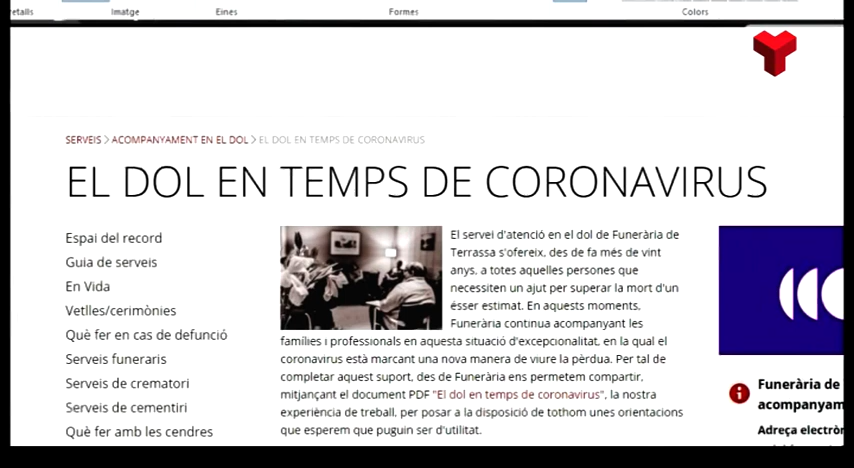 Imatge
Eines
Formes
Colors
SERVEIS > ACOMPANYAMENT EN EL DOL > EL DOL EN TEMPS DE CORONAVIRUS
EL DOL EN TEMPS DE CORONAVIRUS
Espai del record
Guia de serveis
En Vida
Vetlles/cerimònies
Què fer en cas de defunció
Serveis funeraris
Serveis de crematori
Serveis de cementiri
Què fer amb les cendres
El servei d'atenció en el dol de Funerària de
Terrassa s'ofereix, des de fa més de vint
anys, a totes aquelles persones que
necessiten un ajut per superar la mort d'un
ésser estimat. En aquests moments,
Funerària continua acompanyant les
famílies i professionals en aquesta situació d'excepcionalitat, en la qual el
coronavirus està marcant una nova manera de viure la pèrdua. Per tal de
completar aquest suport, des de Funerària ens permetem compartir,
mitjançant el document PDF "El dol en temps de coronavirus", la nostra
experiència de treball, per posar a la disposició de tothom unes orientacions
que esperem que puguin ser d'utilitat.
Funerària de
acompanyam
Adreça electròn